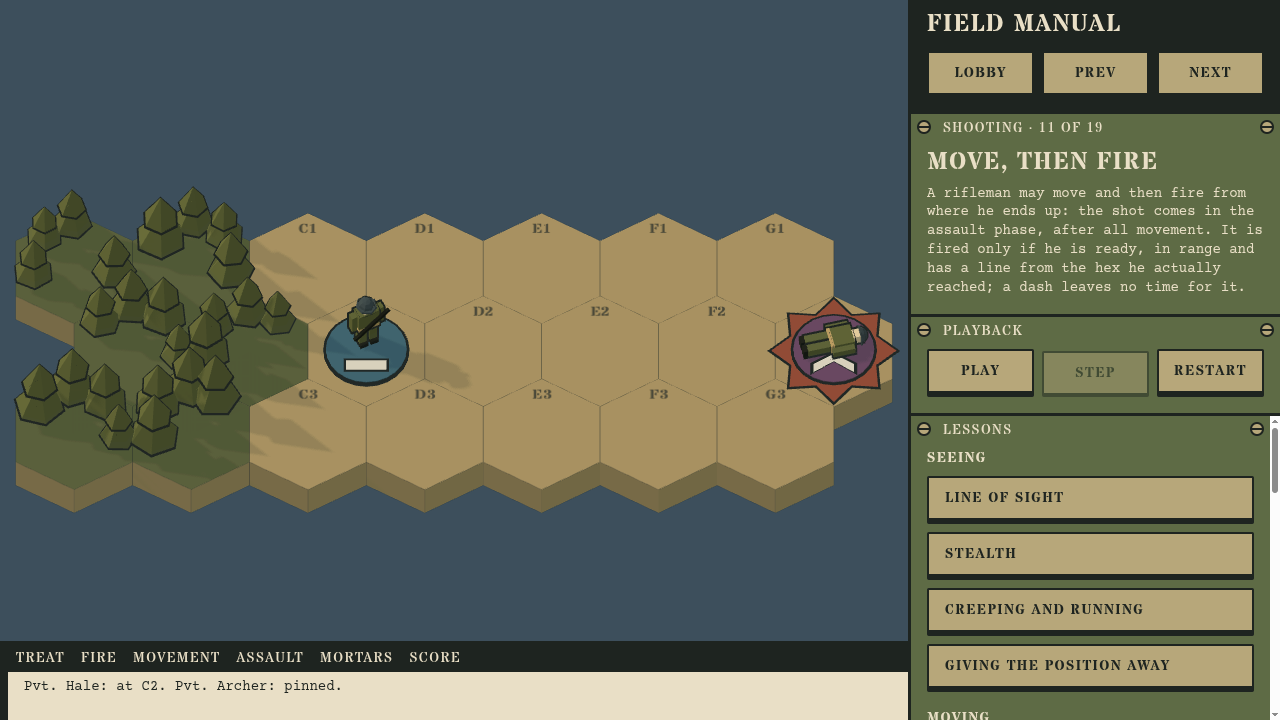 FIELD MANUAL
LOBBY PREV NEXT
SHOOTING · 11 OF 19
MOVE, THEN FIRE
A rifleman may move and then fire from
where he ends up: the shot comes in the
assault phase, after all movement. It is
fired only if he is ready, in range and
has a line from the hex he actually
reached; a dash leaves no time for it.
PLAYBACK
PLAY STEP RESTART
LESSONS
SEEING
LINE OF SIGHT
STEALTH
CREEPING AND RUNNING
GIVING THE POSITION AWAY
MOVING
C1 D1 E1 F1 G1
D2 E2 F2
C3 D3 E3 F3 G3
TREAT FIRE MOVEMENT ASSAULT MORTARS SCORE
Pvt. Hale: at C2. Pvt. Archer: pinned.